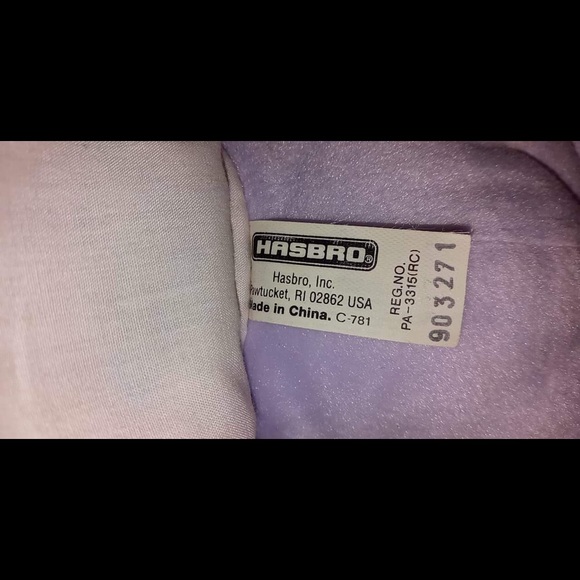 HASBRO®
Hasbro, Inc.
Pawtucket, RI 02862 USA
Made in China. C-781
REG.NO.
PA-3315(RC)
903271